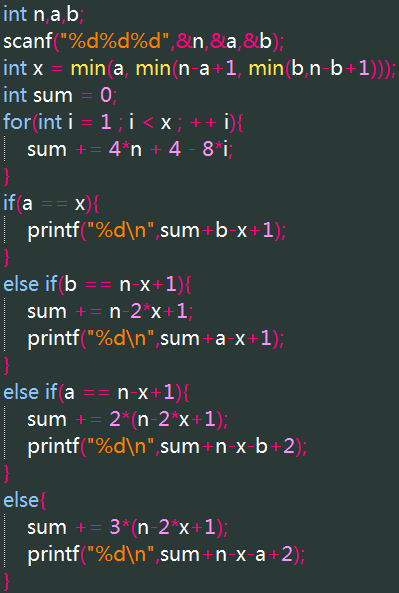 int n,a,b;
scanf("%d%d%d",&n,&a,&b);
int x = min(a, min(n-a+1, min(b,n-b+1)));
int sum = 0;
for(int i = 1 ; i < x ; ++ i){
sum += 4*n + 4 - 8*i;
}
if(a == x){
printf("%d\n",sum+b-x+1);
}
else if(b == n-x+1){
sum += n-2*x+1;
printf("%d\n",sum+a-x+1);
}
else if(a == n-x+1){
sum += 2*(n-2*x+1);
printf("%d\n",sum+n-x-b+2);
}
else{
sum += 3*(n-2*x+1);
printf("%d\n",sum+n-x-a+2);
}